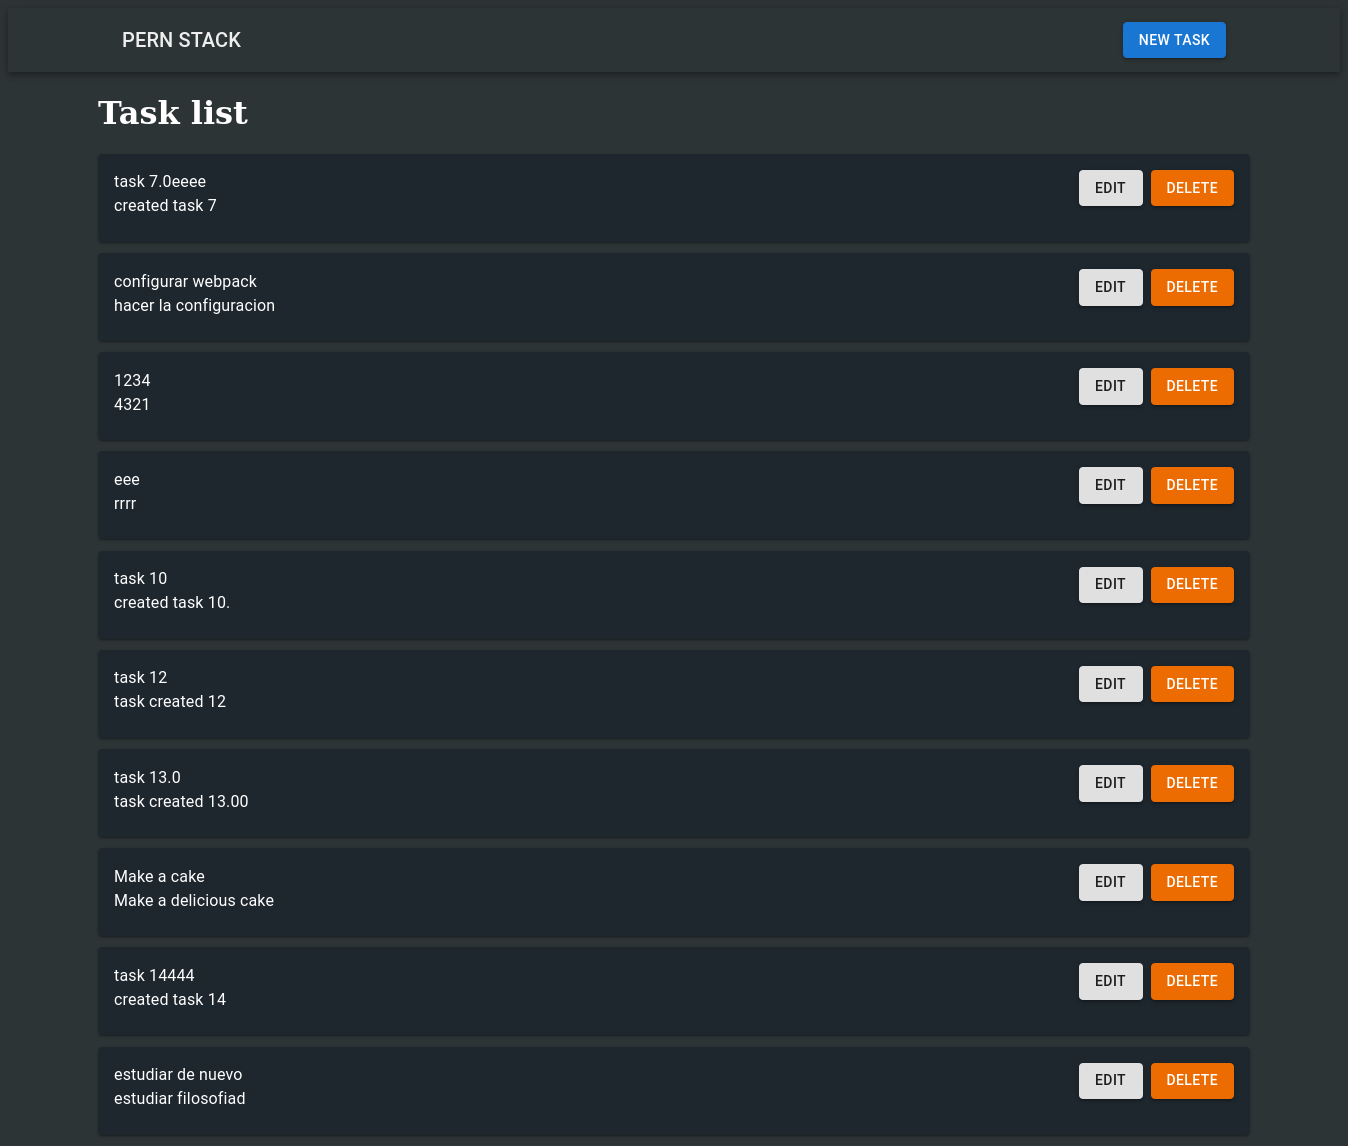 PERN STACK
NEW TASK
Task list
task 7.0eeee
created task 7
EDIT
DELETE
configurar webpack
hacer la configuracion
EDIT
DELETE
1234
4321
EDIT
DELETE
eee
rrrr
EDIT
DELETE
task 10
created task 10.
EDIT
DELETE
task 12
task created 12
EDIT
DELETE
task 13.0
task created 13.00
EDIT
DELETE
Make a cake
Make a delicious cake
EDIT
DELETE
task 14444
created task 14
EDIT
DELETE
estudiar de nuevo
estudiar filosofiad
EDIT
DELETE